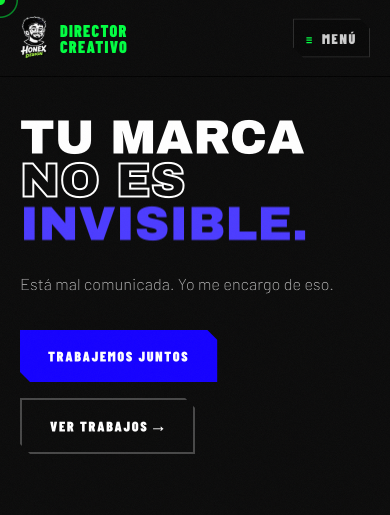 HONEX
DIRECTOR
CREATIVO
≡ MENÚ
TU MARCA
NO ES
INVISIBLE.
Está mal comunicada. Yo me encargo de eso.
TRABAJEMOS JUNTOS
VER TRABAJOS →